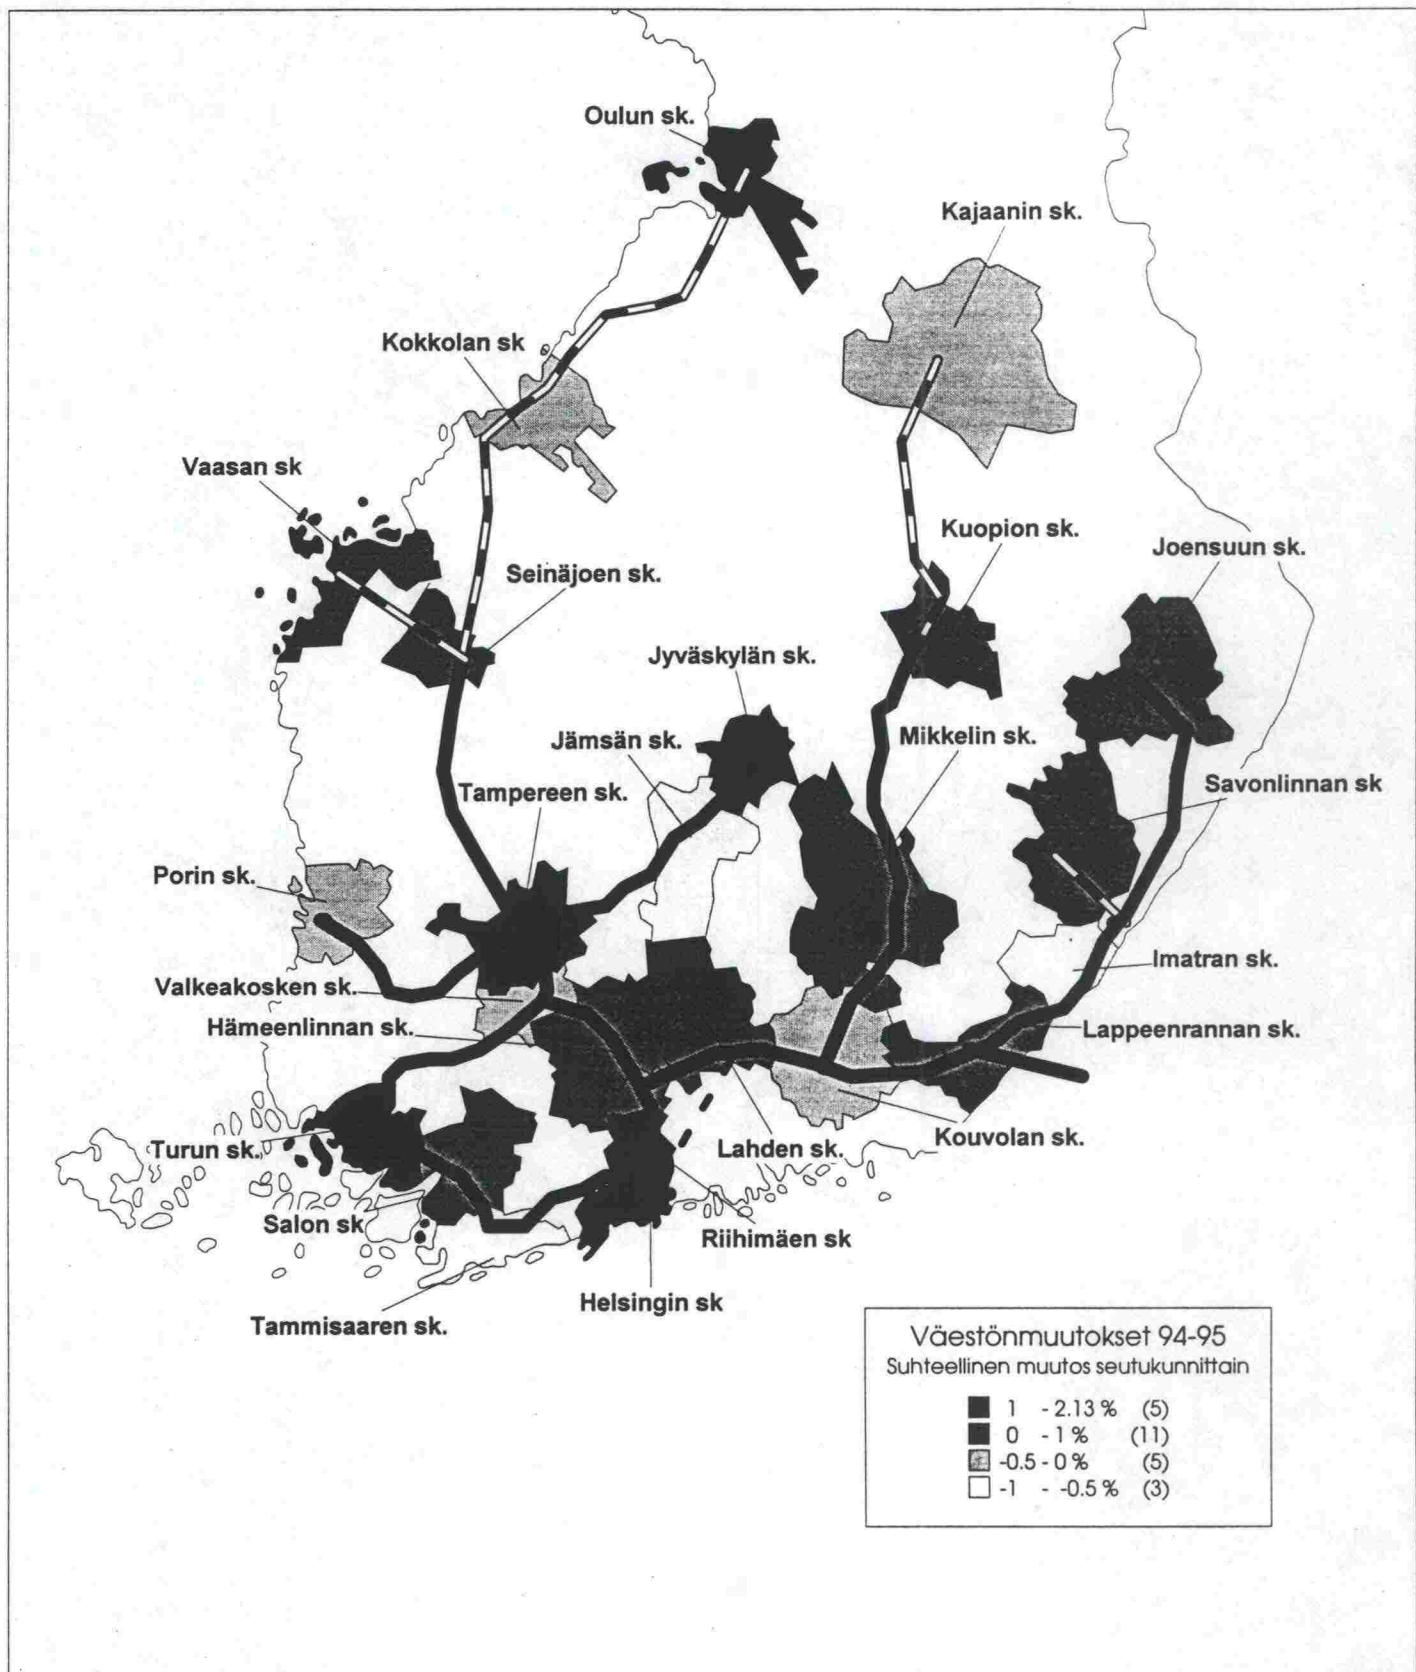 Oulun sk.
Kajaanin sk.
Kokkolan sk
Vaasan sk
Kuopion sk.
Joensuun sk.
Seinäjoen sk.
Jyväskylän sk.
Jämsän sk.
Mikkelin sk.
Tampereen sk.
Savonlinnan sk
Porin sk.
Imatran sk.
Valkeakosken sk.
Hämeenlinnan sk.
Lappeenrannan sk.
Turun sk.
Lahden sk.
Kouvolan sk.
Salon sk
Riihimäen sk
Helsingin sk
Tammisaaren sk.
Väestönmuutokset 94-95
Suhteellinen muutos seutukunnittain
1 - 2.13 % (5)
0 - 1 % (11)
-0.5 - 0 % (5)
-1 - -0.5 % (3)